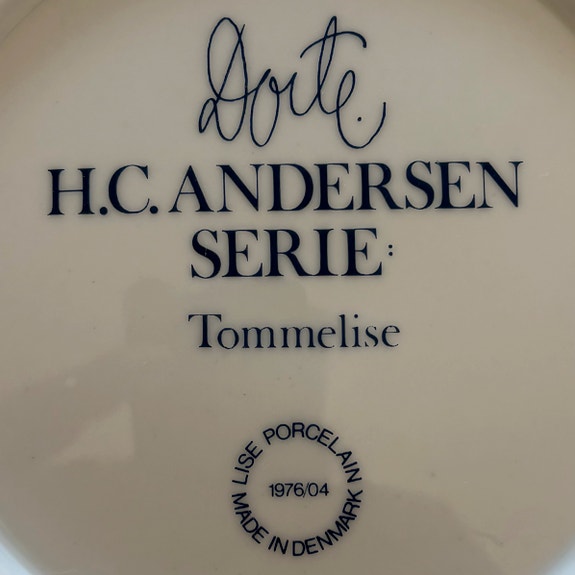 Dorte.
H.C. ANDERSEN
SERIE:
Tommelise
LISE PORCELAIN
1976/04
MADE IN DENMARK